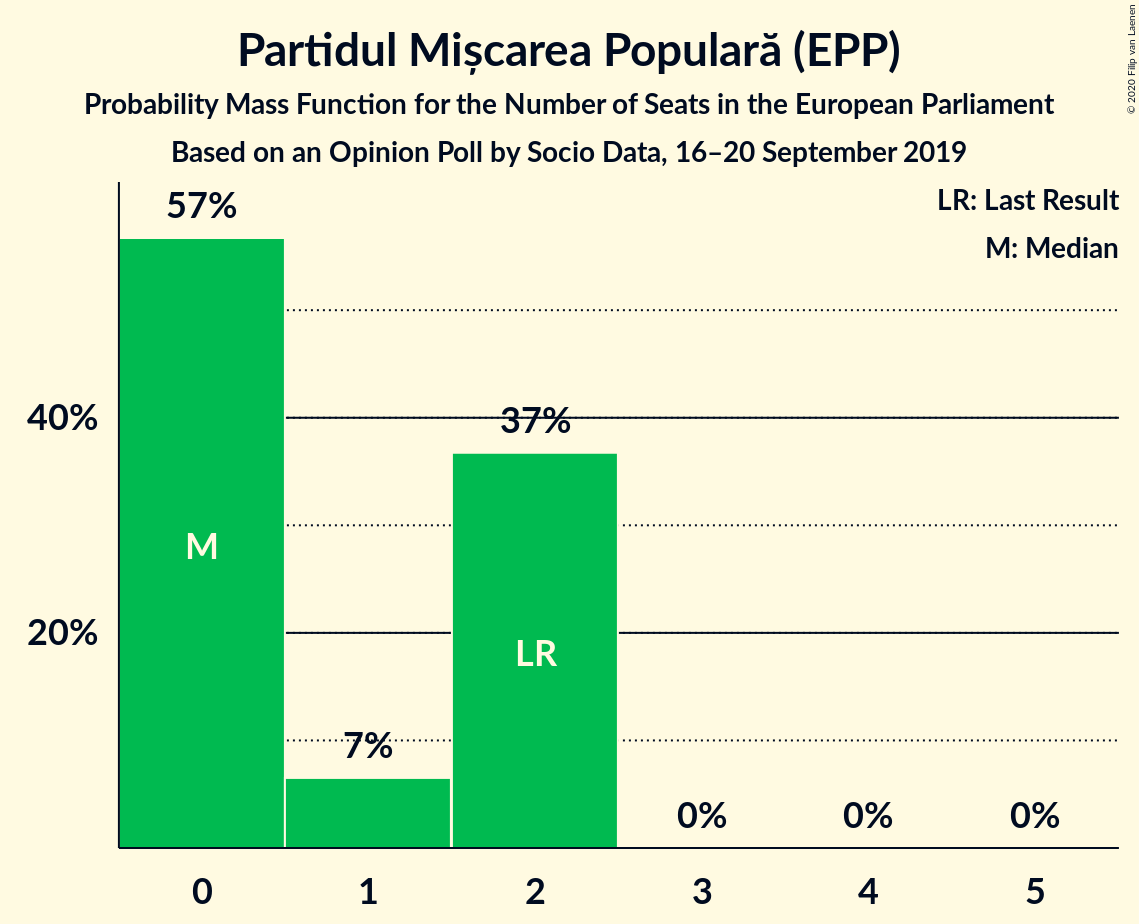 Partidul Mișcarea Populară (EPP)
Probability Mass Function for the Number of Seats in the European Parliament
Based on an Opinion Poll by Socio Data, 16–20 September 2019
© 2020 Filip van Laenen
LR: Last Result
M: Median
57%
40%
37%
M
20%
LR
7%
0%
0%
0%
0
1
2
3
4
5